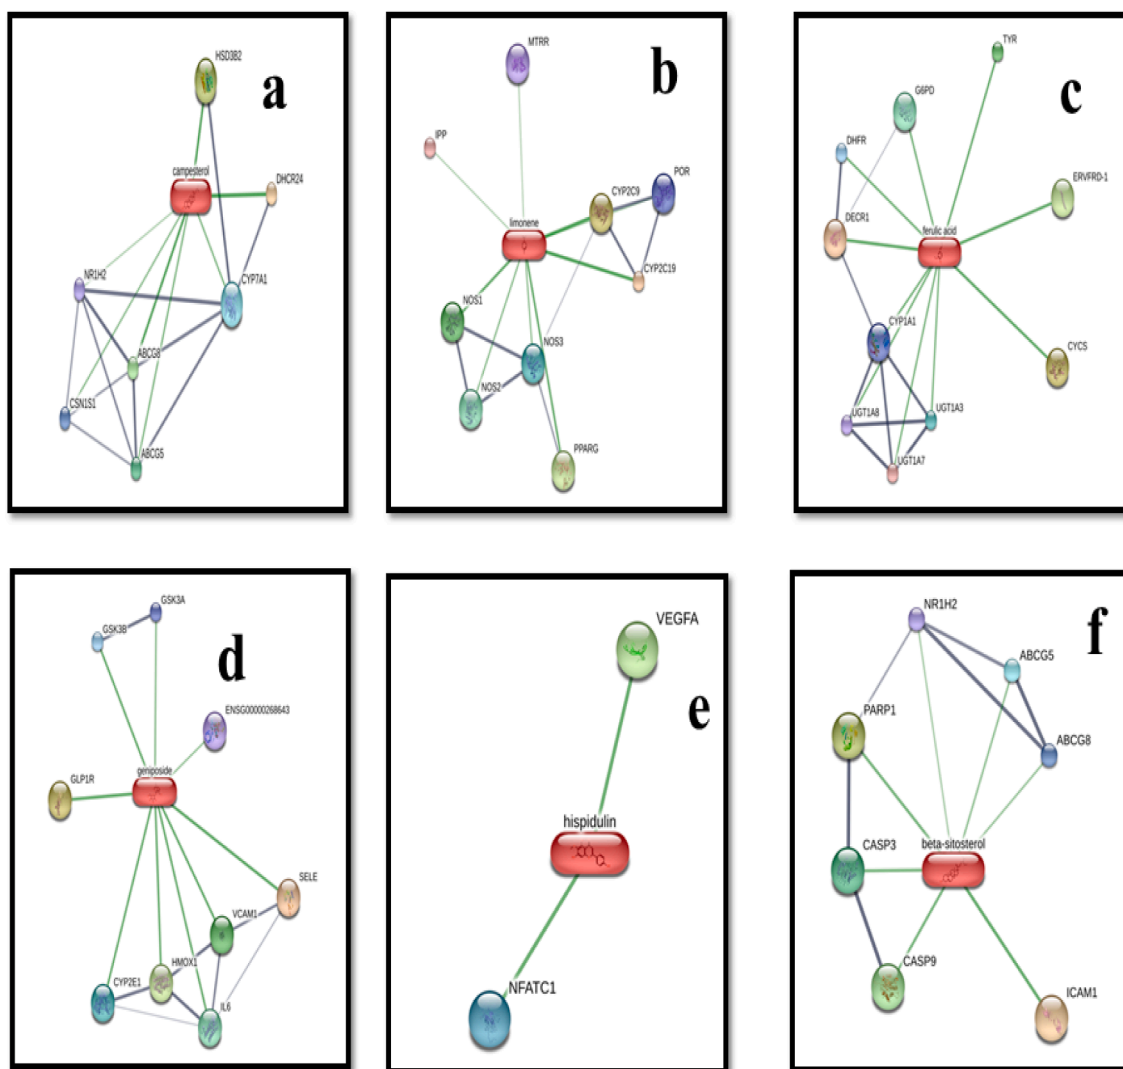 a
HSD3B2
campesterol
DHCR24
NR1H2
CYP7A1
ABCG8
CSN1S1
ABCG5
b
MTRR
IPP
POR
CYP2C9
limonene
CYP2C19
NOS1
NOS3
NOS2
PPARG
c
TYR
G6PD
DHFR
ERVFRD-1
DECR1
ferulic acid
CYP1A1
CYCS
UGT1A8
UGT1A3
UGT1A7
d
GSK3A
GSK3B
ENSG00000268643
geniposide
GLP1R
SELE
VCAM1
HMOX1
CYP2E1
IL6
e
VEGFA
hispidulin
NFATC1
f
NR1H2
ABCG5
PARP1
ABCG8
CASP3
beta-sitosterol
CASP9
ICAM1